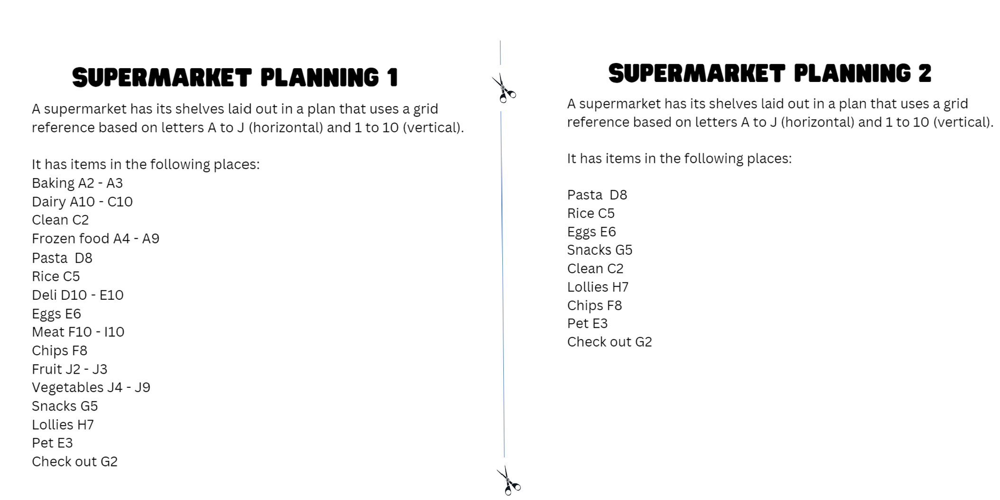 SUPERMARKET PLANNING 1
A supermarket has its shelves laid out in a plan that uses a grid
reference based on letters A to J (horizontal) and 1 to 10 (vertical).
It has items in the following places:
Baking A2 - A3
Dairy A10 - C10
Clean C2
Frozen food A4 - A9
Pasta  D8
Rice C5
Deli D10 - E10
Eggs E6
Meat F10 - I10
Chips F8
Fruit J2 - J3
Vegetables J4 - J9
Snacks G5
Lollies H7
Pet E3
Check out G2
SUPERMARKET PLANNING 2
A supermarket has its shelves laid out in a plan that uses a grid
reference based on letters A to J (horizontal) and 1 to 10 (vertical).
It has items in the following places:
Pasta  D8
Rice C5
Eggs E6
Snacks G5
Clean C2
Lollies H7
Chips F8
Pet E3
Check out G2